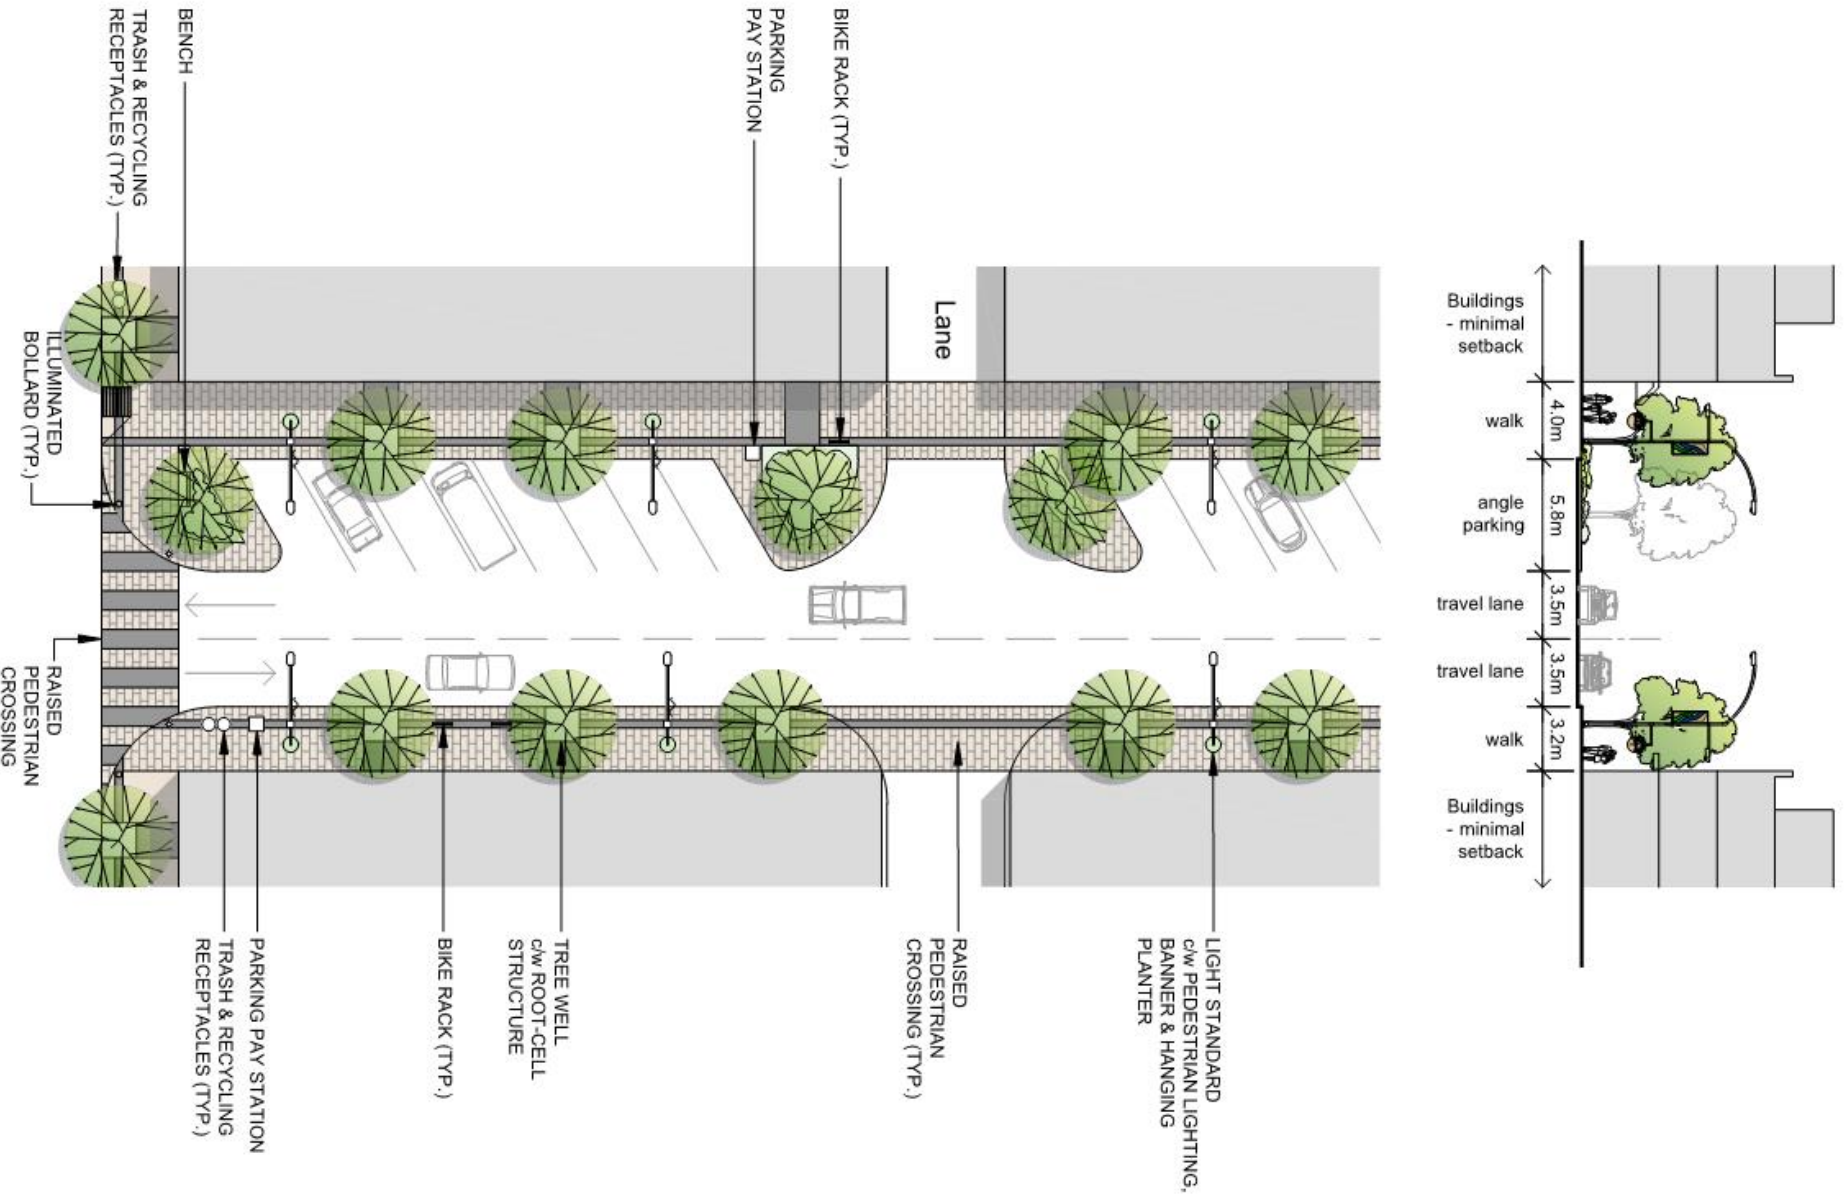 TRASH & RECYCLING
RECEPTACLES (TYP.)
BENCH
PARKING
PAY STATION
BIKE RACK (TYP.)
Lane
ILLUMINATED
BOLLARD (TYP.)
RAISED
PEDESTRIAN
CROSSING
TRASH & RECYCLING
RECEPTACLES (TYP.)
PARKING PAY STATION
BIKE RACK (TYP.)
TREE WELL
c/w ROOT-CELL
STRUCTURE
RAISED
PEDESTRIAN
CROSSING (TYP.)
LIGHT STANDARD
c/w PEDESTRIAN LIGHTING,
BANNER & HANGING
PLANTER
Buildings
- minimal
setback
walk
4.0m
angle
parking
5.8m
travel lane
3.5m
travel lane
3.5m
walk
3.2m
Buildings
- minimal
setback